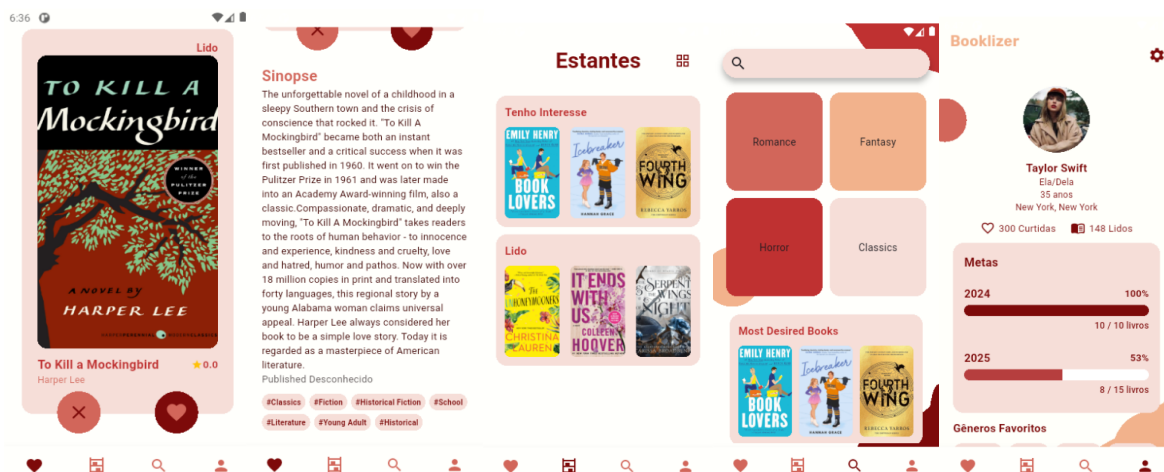 6:36
Lido
TO KILL A
Mockingbird
WINNER
of the
PULITZER
PRIZE
A NOVEL BY
HARPER LEE
To Kill a Mockingbird
0.0
Harper Lee
Sinopse
The unforgettable novel of a childhood in a
sleepy Southern town and the crisis of
conscience that rocked it. "To Kill A
Mockingbird" became both an instant
bestseller and a critical success when it was
first published in 1960. It went on to win the
Pulitzer Prize in 1961 and was later made
into an Academy Award-winning film, also a
classic.Compassionate, dramatic, and deeply
moving, "To Kill A Mockingbird" takes readers
to the roots of human behavior - to innocence
and experience, kindness and cruelty, love
and hatred, humor and pathos. Now with over
18 million copies in print and translated into
forty languages, this regional story by a
young Alabama woman claims universal
appeal. Harper Lee always considered her
book to be a simple love story. Today it is
regarded as a masterpiece of American
literature.
Published Desconhecido
#Classics #Fiction #Historical Fiction #School
#Literature #Young Adult #Historical
Estantes
Tenho Interesse
EMILY HENRY
BOOK
LOVERS
Icebreaker
HANNAH GRACE
FOURTH
WING
REBECCA YARROS
Lido
The
UNHONEYMOONERS
CHRISTINA
LAUREN
IT ENDS
WITH
US
COLLEEN
HOOVER
SERPENT
WINGS
NIGHT
Romance
Fantasy
Horror
Classics
Most Desired Books
EMILY HENRY
BOOK
LOVERS
Icebreaker
HANNAH GRACE
FOURTH
WING
REBECCA YARROS
Booklizer
Taylor Swift
Ela/Dela
35 anos
New York, New York
300 Curtidas 148 Lidos
Metas
2024 100%
10 / 10 livros
2025 53%
8 / 15 livros
Gêneros Favoritos